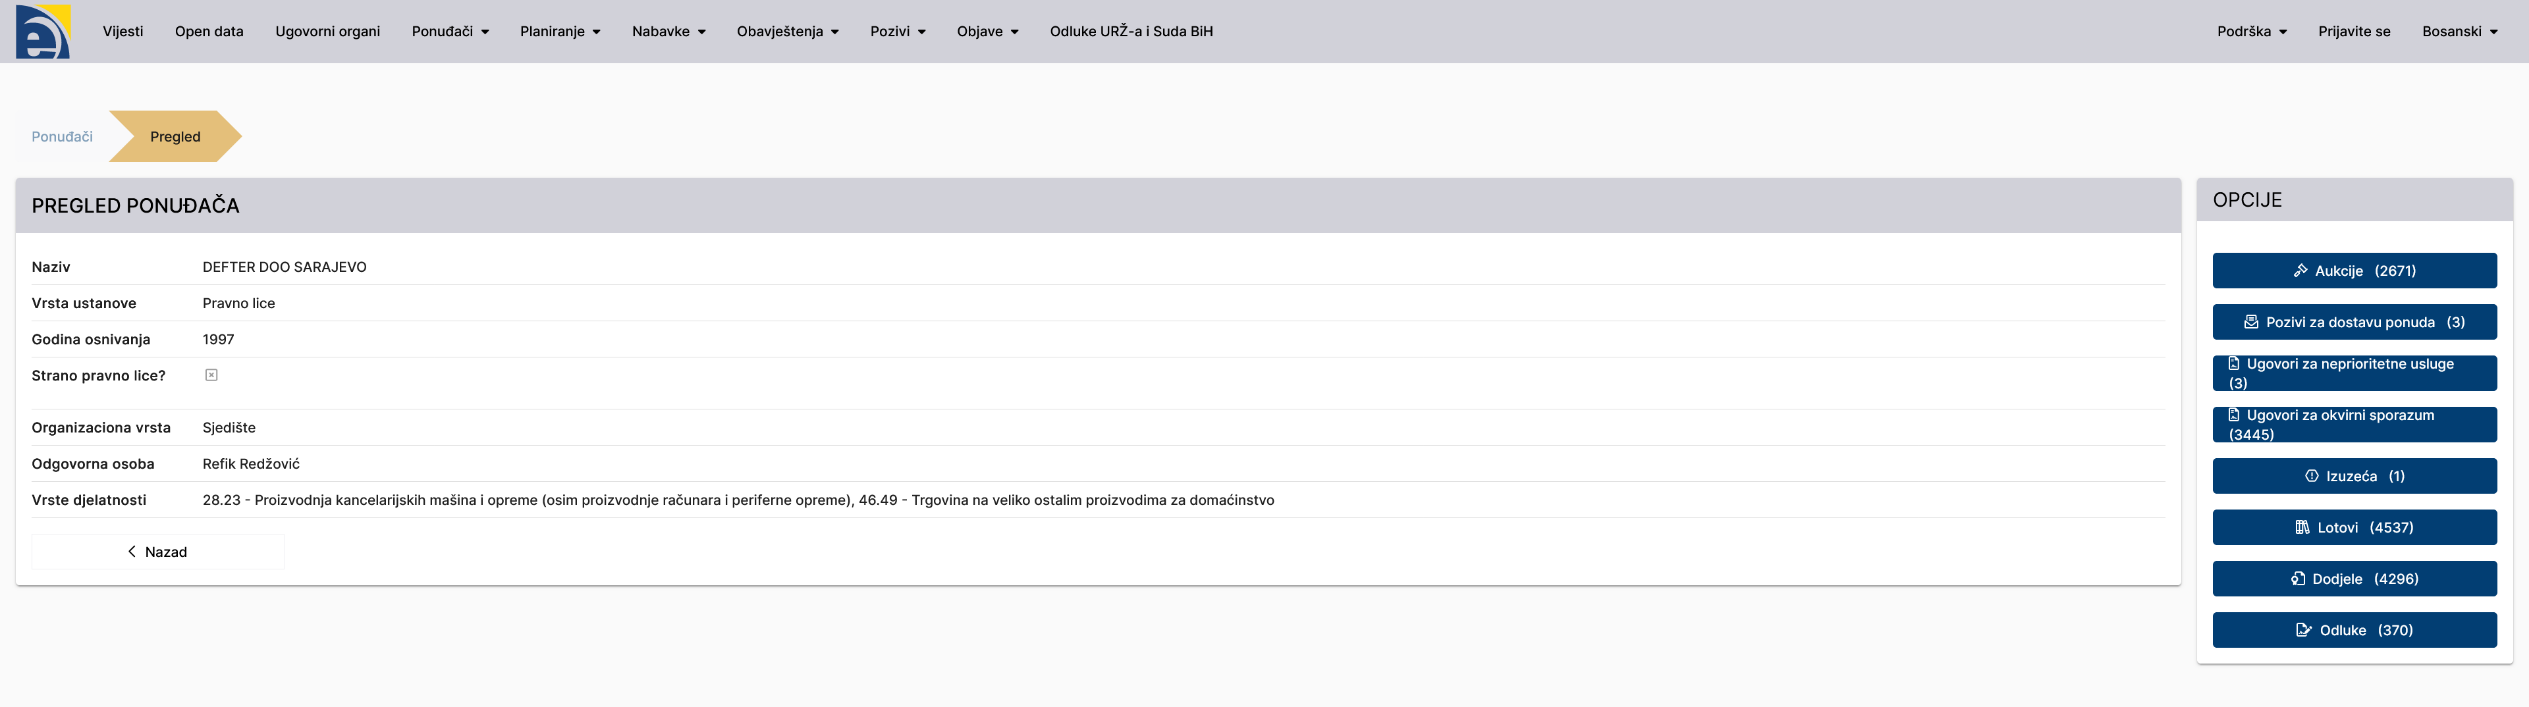 Vijesti Open data Ugovorni organi Ponuđači Planiranje Nabavke Obavještenja Pozivi Objave Odluke URŽ-a i Suda BiH Podrška Prijavite se Bosanski
Ponuđači Pregled
PREGLED PONUĐAČA
Naziv DEFTER DOO SARAJEVO
Vrsta ustanove Pravno lice
Godina osnivanja 1997
Strano pravno lice?
Organizaciona vrsta Sjedište
Odgovorna osoba Refik Redžović
Vrste djelatnosti 28.23 - Proizvodnja kancelarijskih mašina i opreme (osim proizvodnje računara i periferne opreme), 46.49 - Trgovina na veliko ostalim proizvodima za domaćinstvo
Nazad
OPCIJE
Aukcije (2671)
Pozivi za dostavu ponuda (3)
Ugovori za neprioritetne usluge
(3)
Ugovori za okvirni sporazum
(3445)
Izuzeća (1)
Lotovi (4537)
Dodjele (4296)
Odluke (370)